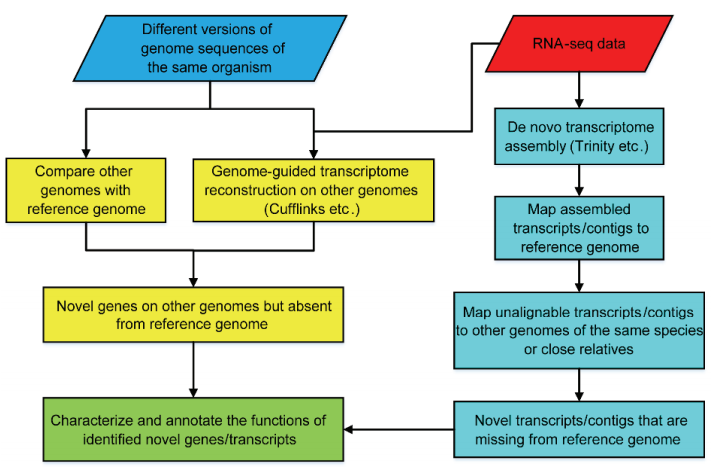 Different versions of
genome sequences of
the same organism
RNA-seq data
De novo transcriptome
assembly (Trinity etc.)
Compare other
genomes with
reference genome
Genome-guided transcriptome
reconstruction on other genomes
(Cufflinks etc.)
Map assembled
transcripts/contigs to
reference genome
Novel genes on other genomes but absent
from reference genome
Map unalignable transcripts/contigs
to other genomes of the same species
or close relatives
Characterize and annotate the functions of
identified novel genes/transcripts
Novel transcripts/contigs that are
missing from reference genome